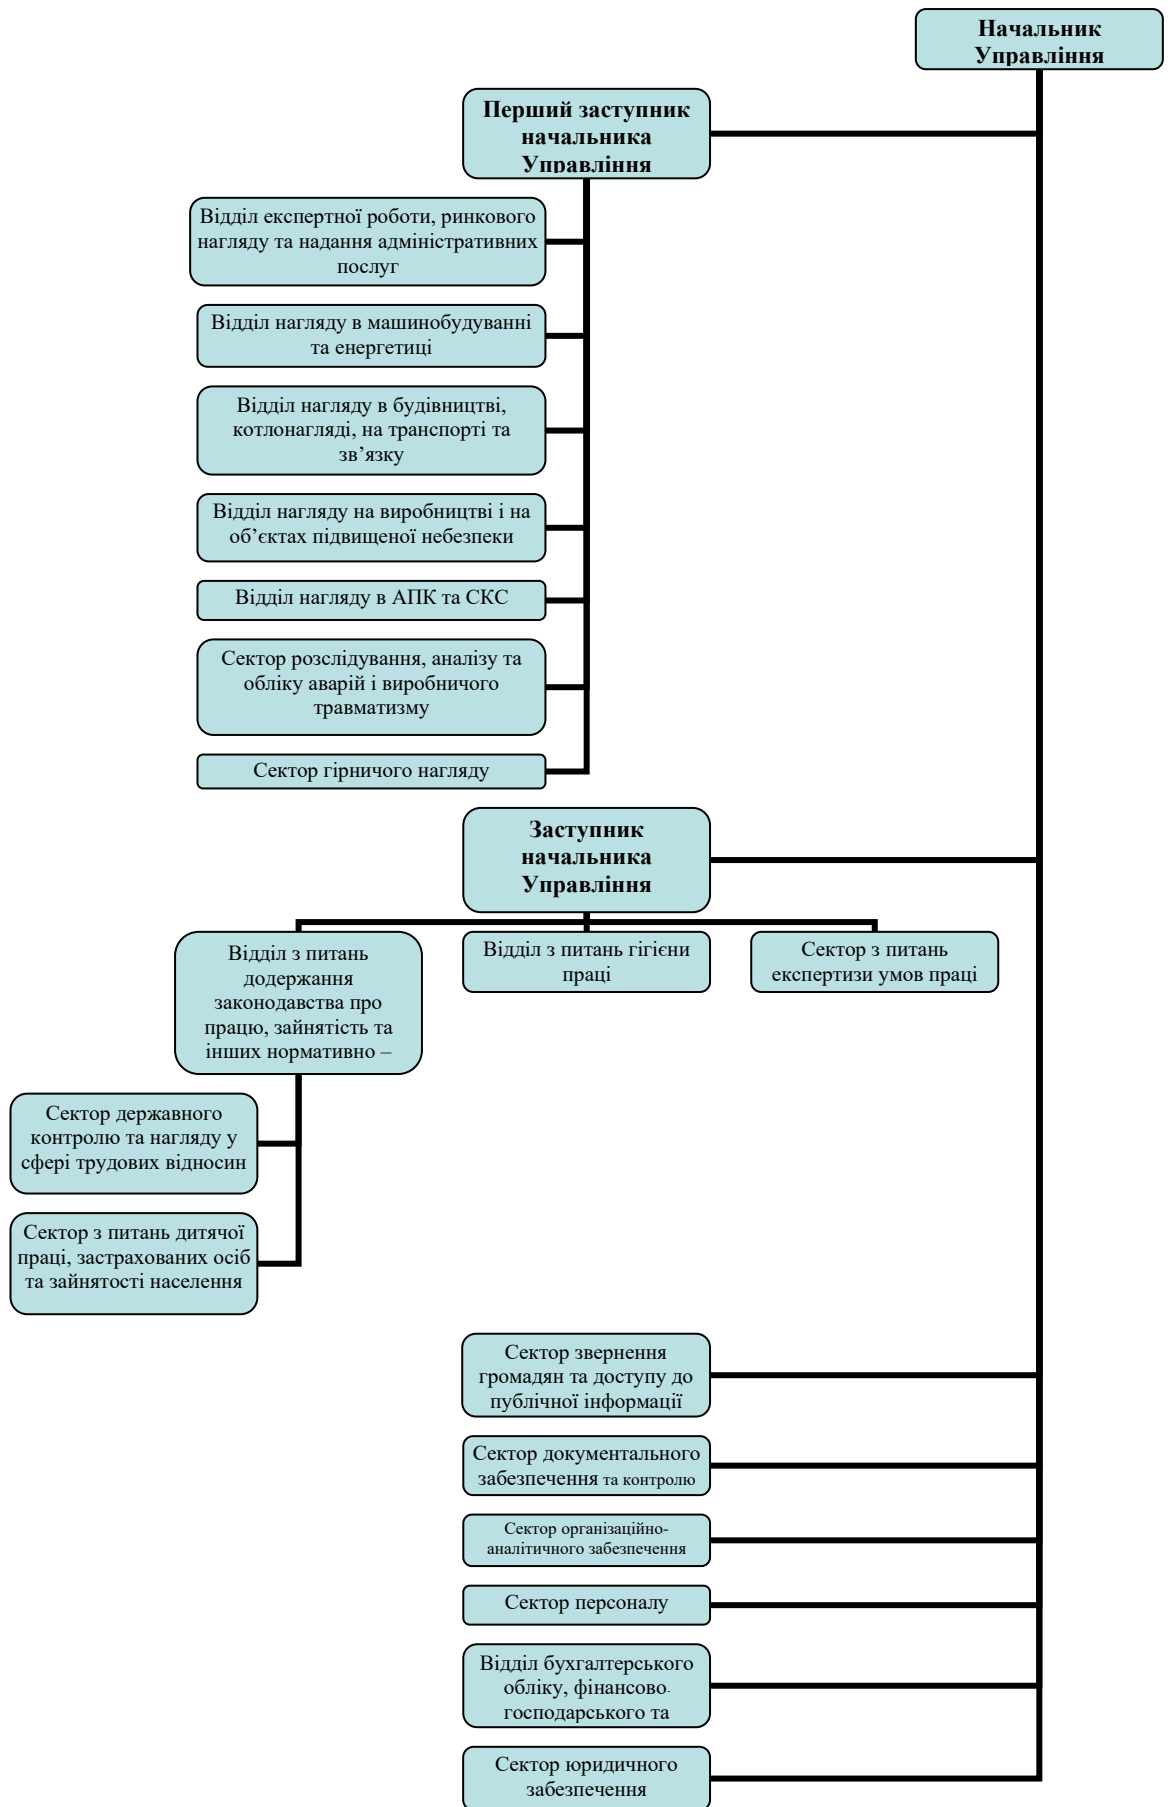 Начальник
Управління
Перший заступник
начальника
Управління
Відділ експертної роботи, ринкового
нагляду та надання адміністративних
послуг
Відділ нагляду в машинобудуванні
та енергетиці
Відділ нагляду в будівництві,
котлонагляді, на транспорті та
зв’язку
Відділ нагляду на виробництві і на
об’єктах підвищеної небезпеки
Відділ нагляду в АПК та СКС
Сектор розслідування, аналізу та
обліку аварій і виробничого
травматизму
Сектор гірничого нагляду
Заступник
начальника
Управління
Відділ з питань
додержання
законодавства про
працю, зайнятість та
інших нормативно –
Відділ з питань гігієни
праці
Сектор з питань
експертизи умов праці
Сектор державного
контролю та нагляду у
сфері трудових відносин
Сектор з питань дитячої
праці, застрахованих осіб
та зайнятості населення
Сектор звернення
громадян та доступу до
публічної інформації
Сектор документального
забезпечення та контролю
Сектор організаційно-
аналітичного забезпечення
Сектор персоналу
Відділ бухгалтерського
обліку, фінансово-
господарського та
Сектор юридичного
забезпечення